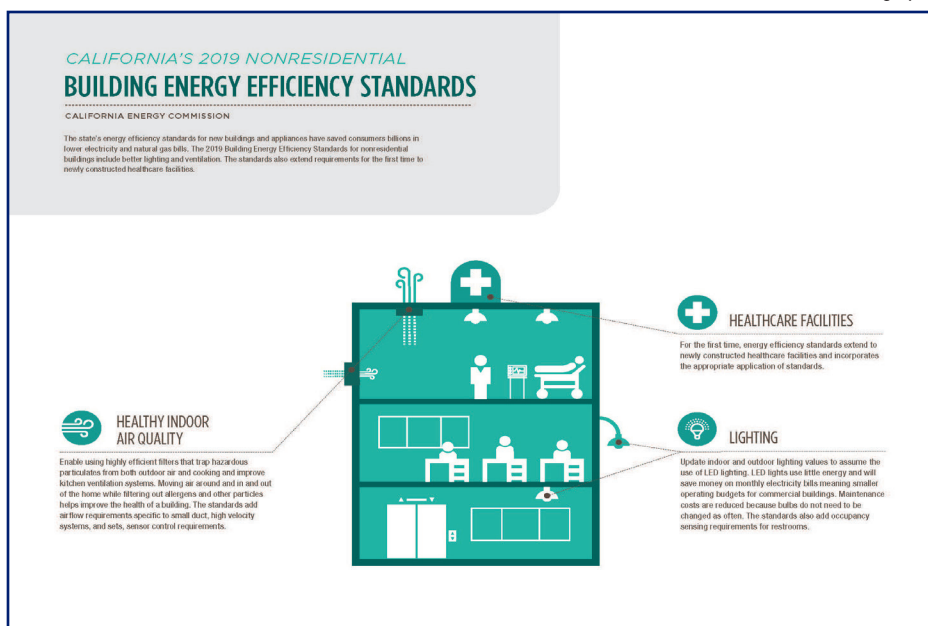 CALIFORNIA'S 2019 NONRESIDENTIAL
BUILDING ENERGY EFFICIENCY STANDARDS
CALIFORNIA ENERGY COMMISSION
The state's energy efficiency standards for new buildings and appliances have saved consumers billions in
lower electricity and natural gas bills. The 2019 Building Energy Efficiency Standards for nonresidential
buildings include better lighting and ventilation. The standards also extend requirements for the first time to
newly constructed healthcare facilities.
HEALTHCARE FACILITIES
For the first time, energy efficiency standards extend to
newly constructed healthcare facilities and incorporates
the appropriate application of standards.
HEALTHY INDOOR
AIR QUALITY
Enable using highly efficient filters that trap hazardous
particulates from both outdoor air and cooking and improve
kitchen ventilation systems. Moving air around and in and out
of the home while filtering out allergens and other particles
helps improve the health of a building. The standards add
airflow requirements specific to small duct, high velocity
systems, and sets, sensor control requirements.
LIGHTING
Update indoor and outdoor lighting values to assume the
use of LED lighting. LED lights use little energy and will
save money on monthly electricity bills meaning smaller
operating budgets for commercial buildings. Maintenance
costs are reduced because bulbs do not need to be
changed as often. The standards also add occupancy
sensing requirements for restrooms.